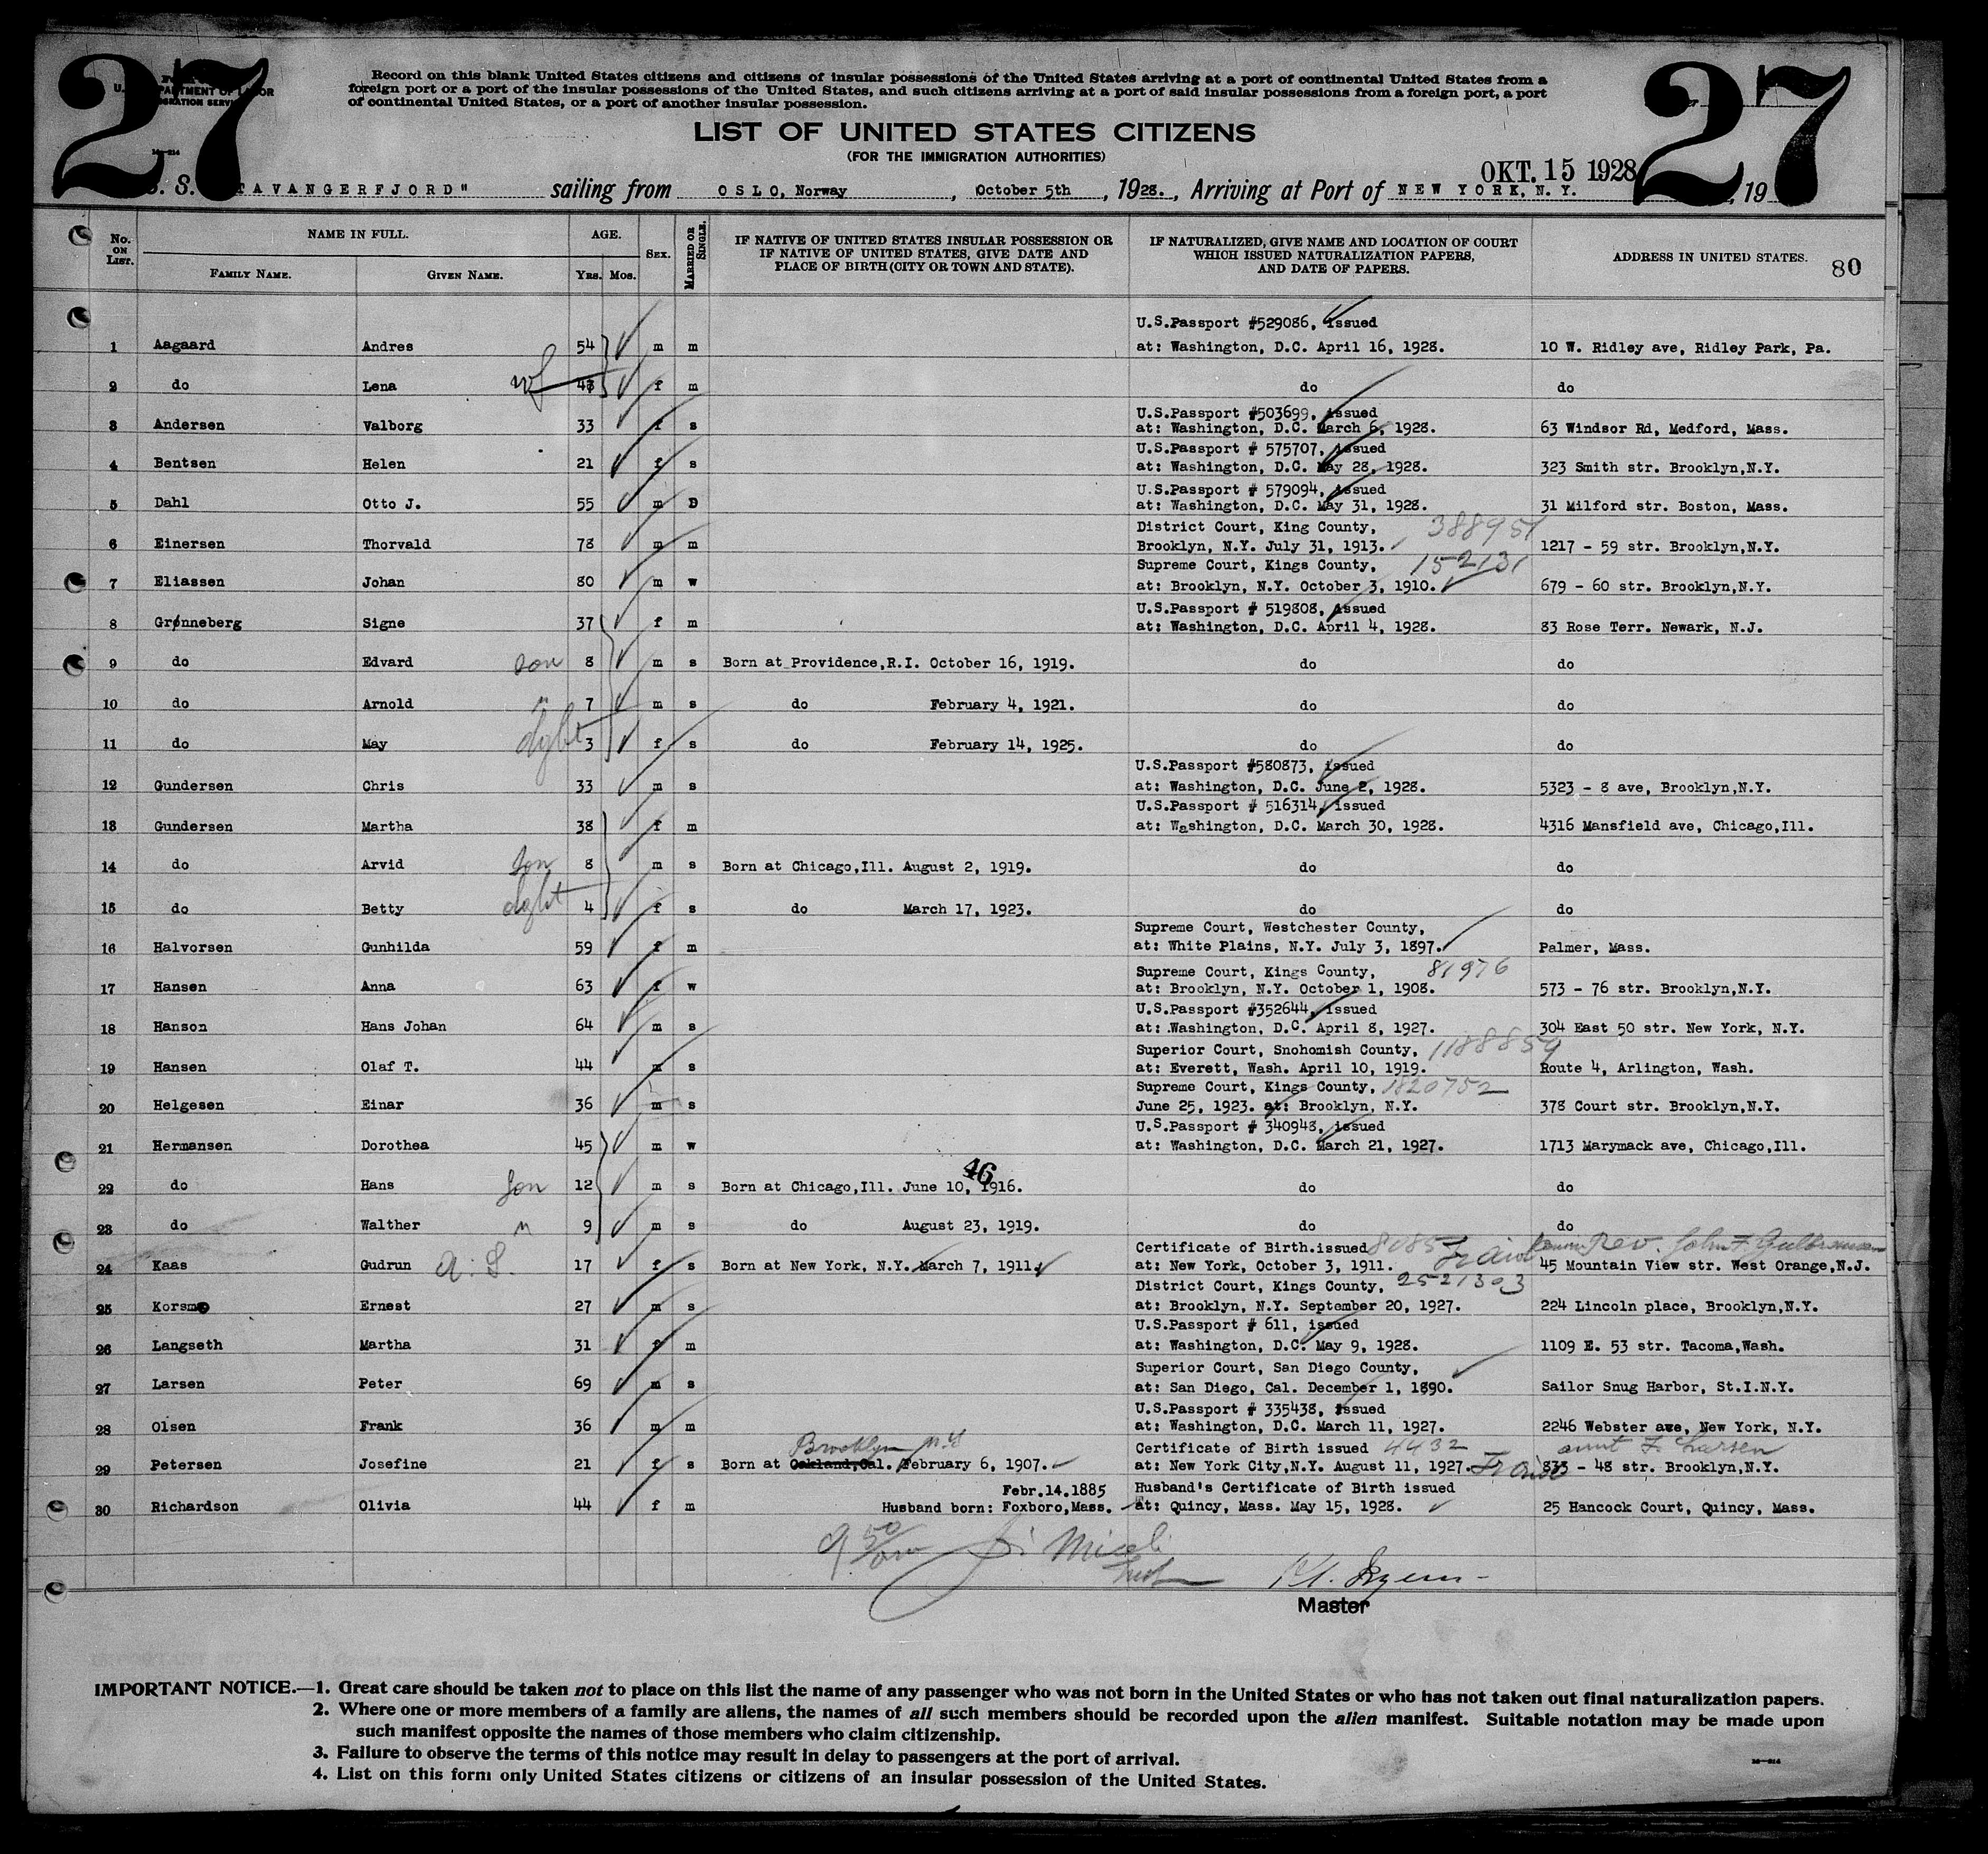 27 27
Record on this blank United States citizens and citizens of insular possessions of the United States arriving at a port of continental United States from a
foreign port or a port of the insular possessions of the United States, and such citizens arriving at a port of said insular possessions from a foreign port, a port
of continental United States, or a port of another insular possession.
LIST OF UNITED STATES CITIZENS
(FOR THE IMMIGRATION AUTHORITIES)
OKT. 15 1928
S. TAVANGERFJORD" sailing from OSLO, Norway, October 5th, 1928., Arriving at Port of NEW YORK, N.Y. , 19
No. ON LIST. NAME IN FULL. AGE. SEX. MARRIED OR SINGLE. IF NATIVE OF UNITED STATES INSULAR POSSESSION OR IF NATIVE OF UNITED STATES, GIVE DATE AND PLACE OF BIRTH (CITY OR TOWN AND STATE). IF NATURALIZED, GIVE NAME AND LOCATION OF COURT WHICH ISSUED NATURALIZATION PAPERS, AND DATE OF PAPERS. ADDRESS IN UNITED STATES. 80
FAMILY NAME. GIVEN NAME. YRS. MOS.
U.S.Passport #529086, issued
1 Aagaard Andres 54 m m at: Washington, D.C. April 16, 1928. 10 W. Ridley ave, Ridley Park, Pa.
2 do Lena wf 43 f m do do
U.S.Passport #503699, issued
3 Andersen Valborg 33 f s at: Washington, D.C. March 6, 1928. 63 Windsor Rd, Medford, Mass.
U.S.Passport # 575707, issued
4 Bentsen Helen 21 f s at: Washington, D.C. May 28, 1928. 323 Smith str. Brooklyn,N.Y.
U.S.Passport # 579094, issued
5 Dahl Otto J. 55 m D at: Washington, D.C. May 31, 1928. 31 Milford str. Boston, Mass.
District Court, King County, 388951
6 Einersen Thorvald 78 m m Brooklyn, N.Y. July 31, 1913. 1217 - 59 str. Brooklyn,N.Y.
Supreme Court, Kings County, 152131
7 Eliassen Johan 80 m w at: Brooklyn, N.Y. October 3, 1910. 679 - 60 str. Brooklyn,N.Y.
U.S.Passport # 519808, issued
8 Grønneberg Signe 37 f m at: Washington, D.C. April 4, 1928. 83 Rose Terr. Newark, N.J.
9 do Edvard son 8 m s Born at Providence,R.I. October 16, 1919. do do
10 do Arnold " 7 m s do February 4, 1921. do do
11 do May dght 3 f s do February 14, 1925. do do
U.S.Passport #580873, issued
12 Gundersen Chris 33 m s at: Washington, D.C. June 2, 1928. 5323 - 8 ave, Brooklyn,N.Y.
U.S.Passport # 516314, issued
13 Gundersen Martha 38 f m at: Washington, D.C. March 30, 1928. 4316 Mansfield ave, Chicago,Ill.
14 do Arvid son 8 m s Born at Chicago,Ill. August 2, 1919. do do
15 do Betty dght 4 f s do March 17, 1923. do do
Supreme Court, Westchester County,
16 Halvorsen Gunhilda 59 f m at: White Plains, N.Y. July 3, 1897. Palmer, Mass.
Supreme Court, Kings County, 81976
17 Hansen Anna 63 f w at: Brooklyn, N.Y. October 1, 1908. 573 - 76 str. Brooklyn,N.Y.
U.S.Passport #352644, issued
18 Hanson Hans Johan 64 m s at: Washington, D.C. April 8, 1927. 304 East 50 str. New York, N.Y.
Superior Court, Snohomish County, 1188859
19 Hansen Olaf T. 44 m s at: Everett, Wash. April 10, 1919. Route 4, Arlington, Wash.
Supreme Court, Kings County, 1820752
20 Helgesen Einar 36 m s June 25, 1923. at: Brooklyn, N.Y. 378 Court str. Brooklyn,N.Y.
U.S.Passport # 340948, issued
21 Hermansen Dorothea 45 m w at: Washington, D.C. March 21, 1927. 1713 Marymack ave, Chicago,Ill.
46
22 do Hans son 12 m s Born at Chicago,Ill. June 10, 1916. do do
23 do Walther " 9 m s do August 23, 1919. do do
Certificate of Birth.issued 8085 Rev. John F
24 Kaas Gudrun a.S. 17 f s Born at New York, N.Y. March 7, 1911. at: New York, October 3, 1911. 45 Mountain View str. West Orange,N.J.
District Court, Kings County, 2521303
25 Korsmo Ernest 27 m s at: Brooklyn, N.Y. September 20, 1927. 224 Lincoln place, Brooklyn,N.Y.
U.S.Passport # 611, issued
26 Langseth Martha 31 f m at: Washington, D.C. May 9, 1928. 1109 E. 53 str. Tacoma,Wash.
Superior Court, San Diego County,
27 Larsen Peter 69 m s at: San Diego, Cal. December 1, 1890. Sailor Snug Harbor, St.I.N.Y.
U.S.Passport # 335438, issued
28 Olsen Frank 36 m m at: Washington, D.C. March 11, 1927. 2246 Webster ave, New York, N.Y.
Brooklyn N.Y Certificate of Birth issued 4432 aunt F. Larsen
29 Petersen Josefine 21 f s Born at Oakland,Cal. February 6, 1907. at: New York City,N.Y. August 11, 1927. 833 - 48 str. Brooklyn,N.Y.
Febr.14.1885 Husband's Certificate of Birth issued
30 Richardson Olivia 44 f m Husband born: Foxboro,Mass. at: Quincy, Mass. May 15, 1928. 25 Hancock Court, Quincy, Mass.
9 50
Master
IMPORTANT NOTICE.—1. Great care should be taken not to place on this list the name of any passenger who was not born in the United States or who has not taken out final naturalization papers.
2. Where one or more members of a family are aliens, the names of all such members should be recorded upon the alien manifest. Suitable notation may be made upon
such manifest opposite the names of those members who claim citizenship.
3. Failure to observe the terms of this notice may result in delay to passengers at the port of arrival.
4. List on this form only United States citizens or citizens of an insular possession of the United States.